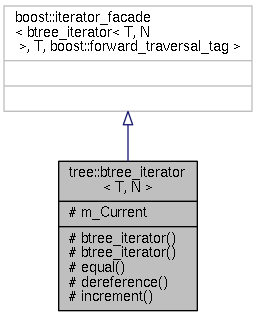 boost::iterator_facade
< btree_iterator< T, N
>, T, boost::forward_traversal_tag >
tree::btree_iterator
< T, N >
# m_Current
# btree_iterator()
# btree_iterator()
# equal()
# dereference()
# increment()